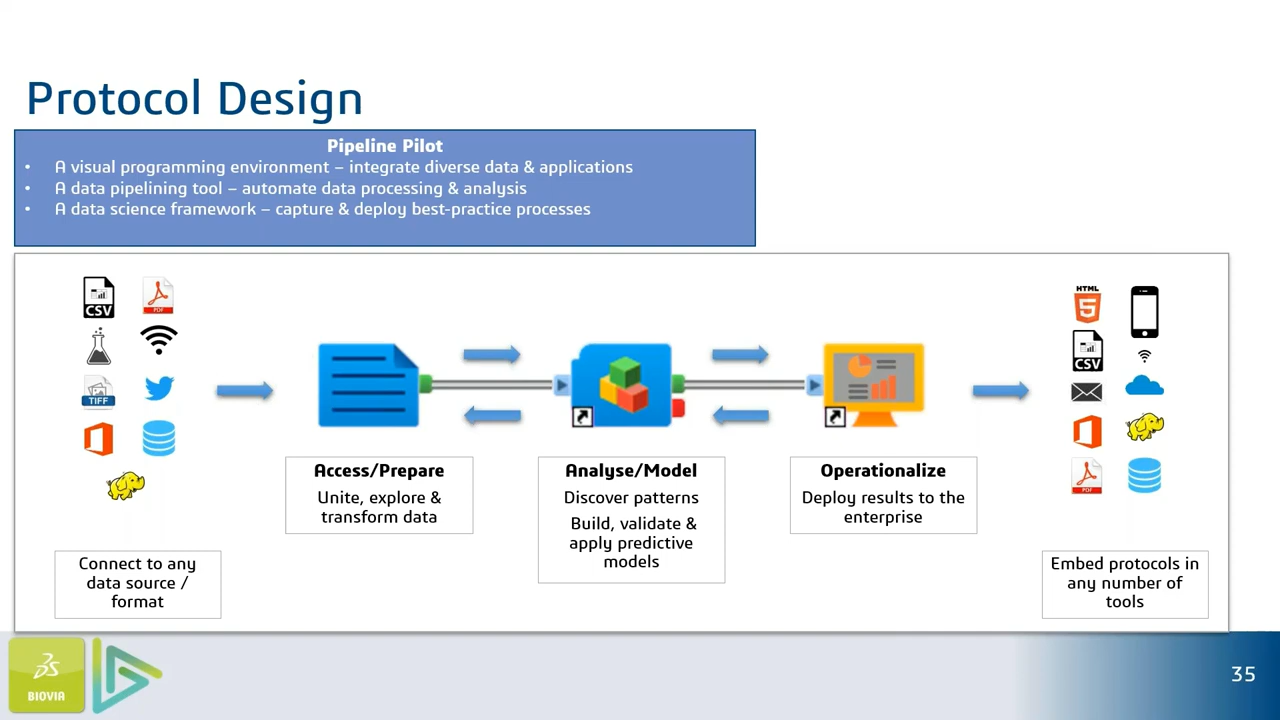 Protocol Design
Pipeline Pilot
• A visual programming environment – integrate diverse data & applications
• A data pipelining tool – automate data processing & analysis
• A data science framework – capture & deploy best-practice processes
CSV
PDF
TIFF
HTML
5
CSV
PDF
Access/Prepare
Unite, explore &
transform data
Analyse/Model
Discover patterns
Build, validate &
apply predictive
models
Operationalize
Deploy results to the
enterprise
Connect to any
data source /
format
Embed protocols in
any number of
tools
3S
BIOVIA
35